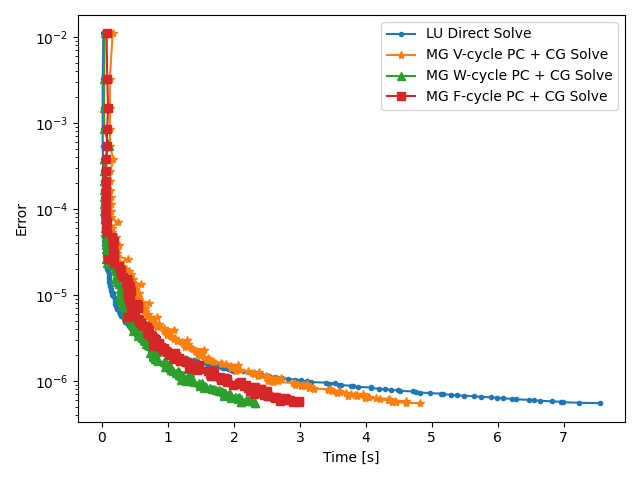 LU Direct Solve
MG V-cycle PC + CG Solve
MG W-cycle PC + CG Solve
MG F-cycle PC + CG Solve
10⁻²
10⁻³
10⁻⁴
10⁻⁵
10⁻⁶
Error
0 1 2 3 4 5 6 7
Time [s]